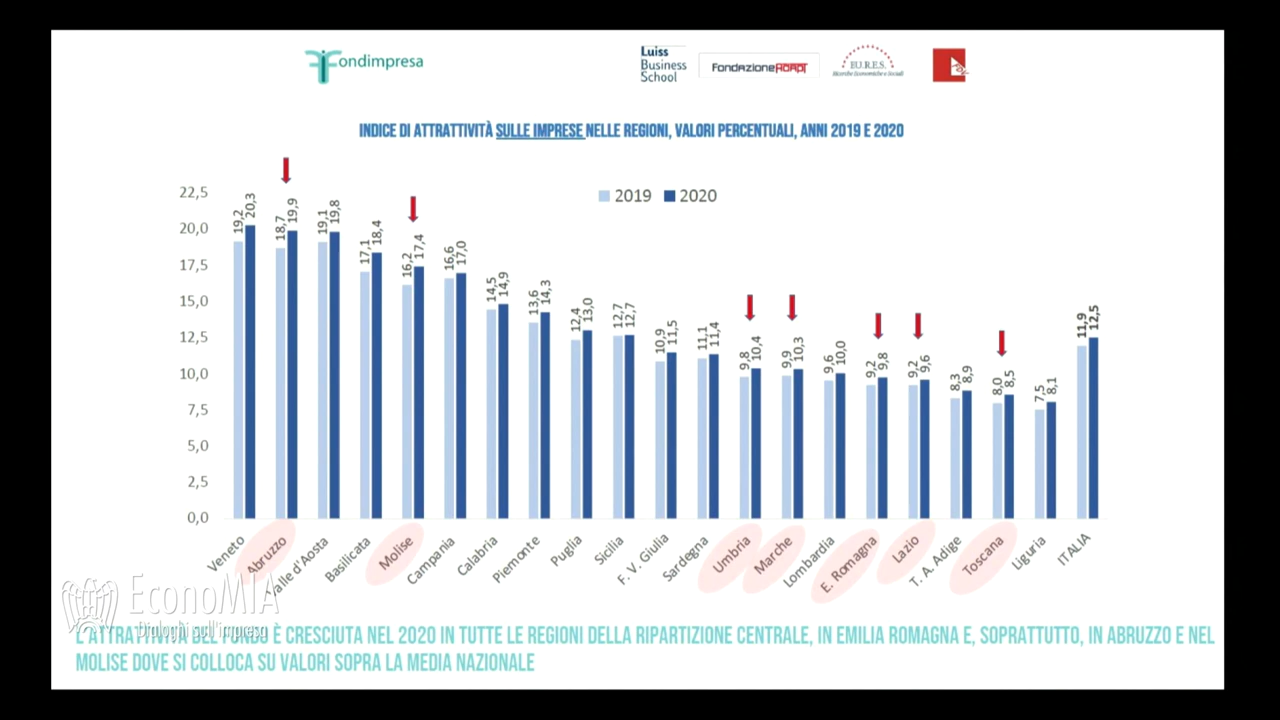 Fondimpresa
Luiss
Business
School
Fondazione ADAPT
EU.R.E.S.
Ricerche Economiche e Sociali
INDICE DI ATTRATTIVITÀ SULLE IMPRESE NELLE REGIONI, VALORI PERCENTUALI, ANNI 2019 E 2020
2019 2020
22,5
20,0
17,5
15,0
12,5
10,0
7,5
5,0
2,5
0,0
19,2 20,3
18,7 19,9
19,1 19,8
17,1 18,4
16,2 17,4
16,6 17,0
14,5 14,9
13,6 14,3
12,4 13,0
12,7 12,7
10,9 11,5
11,1 11,4
9,8 10,4
9,9 10,3
9,6 10,0
9,2 9,8
9,2 9,6
8,3 8,9
8,0 8,5
7,5 8,1
11,9 12,5
Veneto
Abruzzo
Valle d'Aosta
Basilicata
Molise
Campania
Calabria
Piemonte
Puglia
Sicilia
F. V. Giulia
Sardegna
Umbria
Marche
Lombardia
E. Romagna
Lazio
T. A. Adige
Toscana
Liguria
ITALIA
EconoMIA
Dialoghi sull'impresa
L'ATTRATTIVITÀ DEL FONDO È CRESCIUTA NEL 2020 IN TUTTE LE REGIONI DELLA RIPARTIZIONE CENTRALE, IN EMILIA ROMAGNA E, SOPRATTUTTO, IN ABRUZZO E NEL
MOLISE DOVE SI COLLOCA SU VALORI SOPRA LA MEDIA NAZIONALE